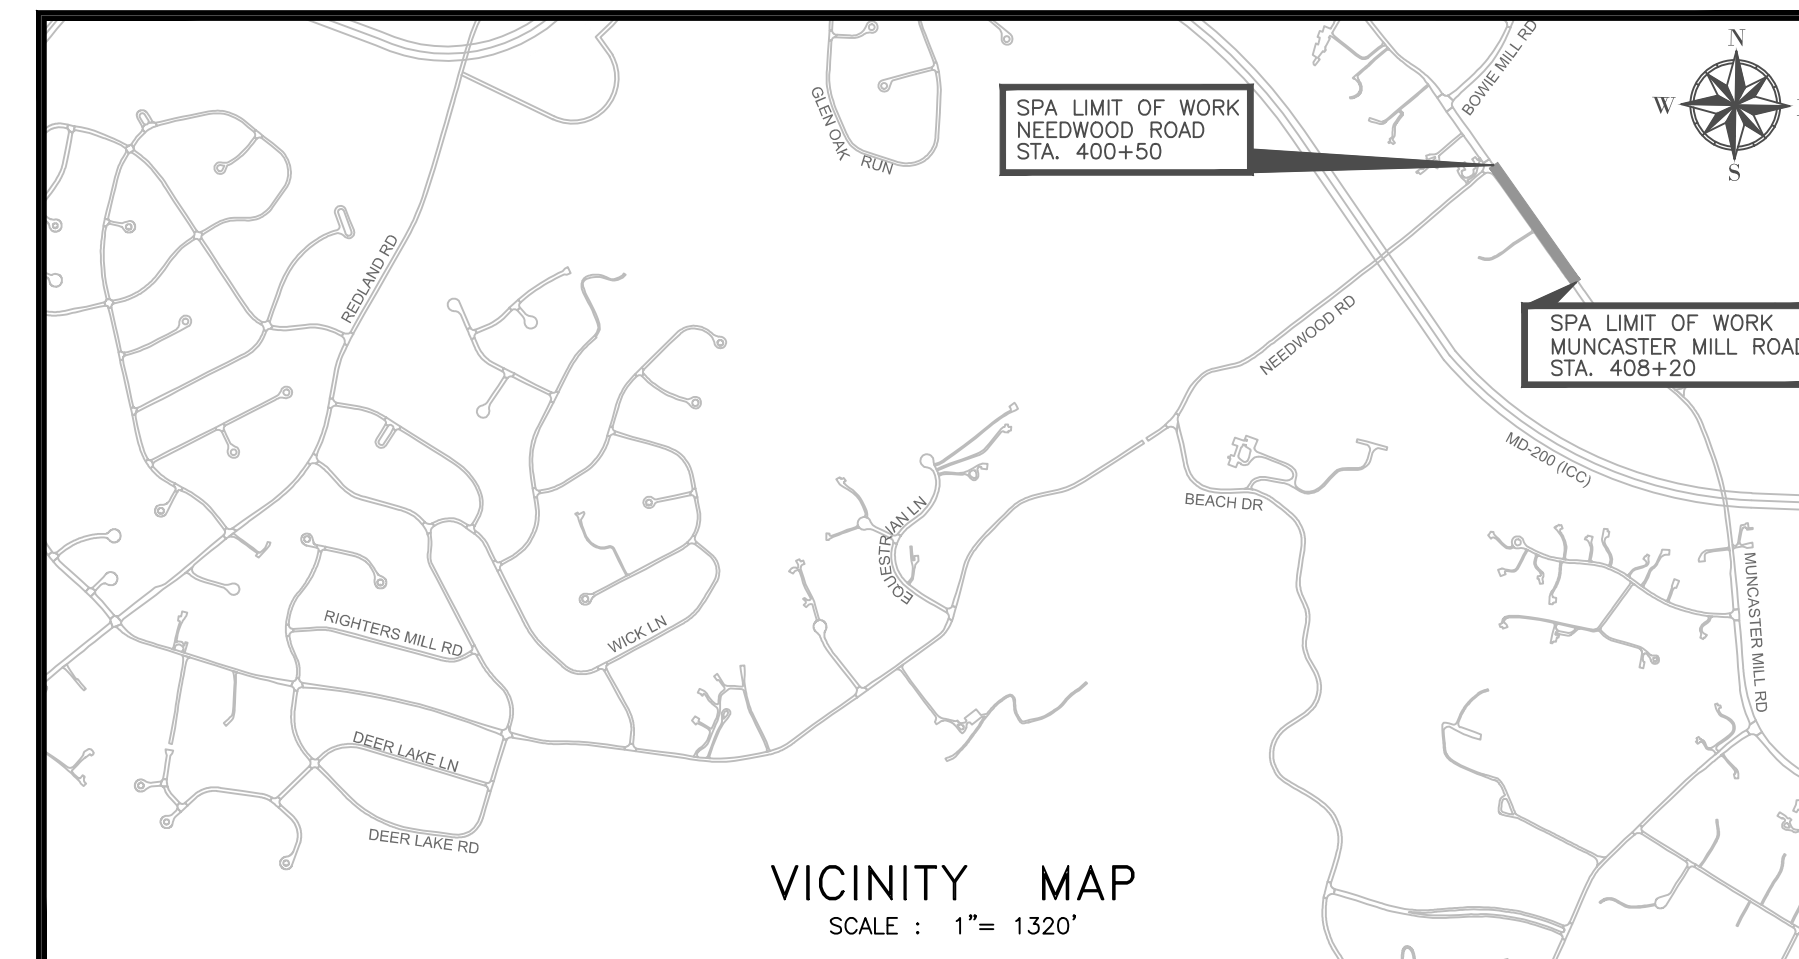 N
W
S
BOWIE MILL RD
SPA LIMIT OF WORK
NEEDWOOD ROAD
STA. 400+50
GLEN OAK RUN
REDLAND RD
NEEDWOOD RD
SPA LIMIT OF WORK
MUNCASTER MILL ROAD
STA. 408+20
MD-200 (ICC)
BEACH DR
EQUESTRIAN LN
MUNCASTER MILL RD
RIGHTERS MILL RD
WICK LN
DEER LAKE LN
DEER LAKE RD
VICINITY MAP
SCALE : 1"= 1320'